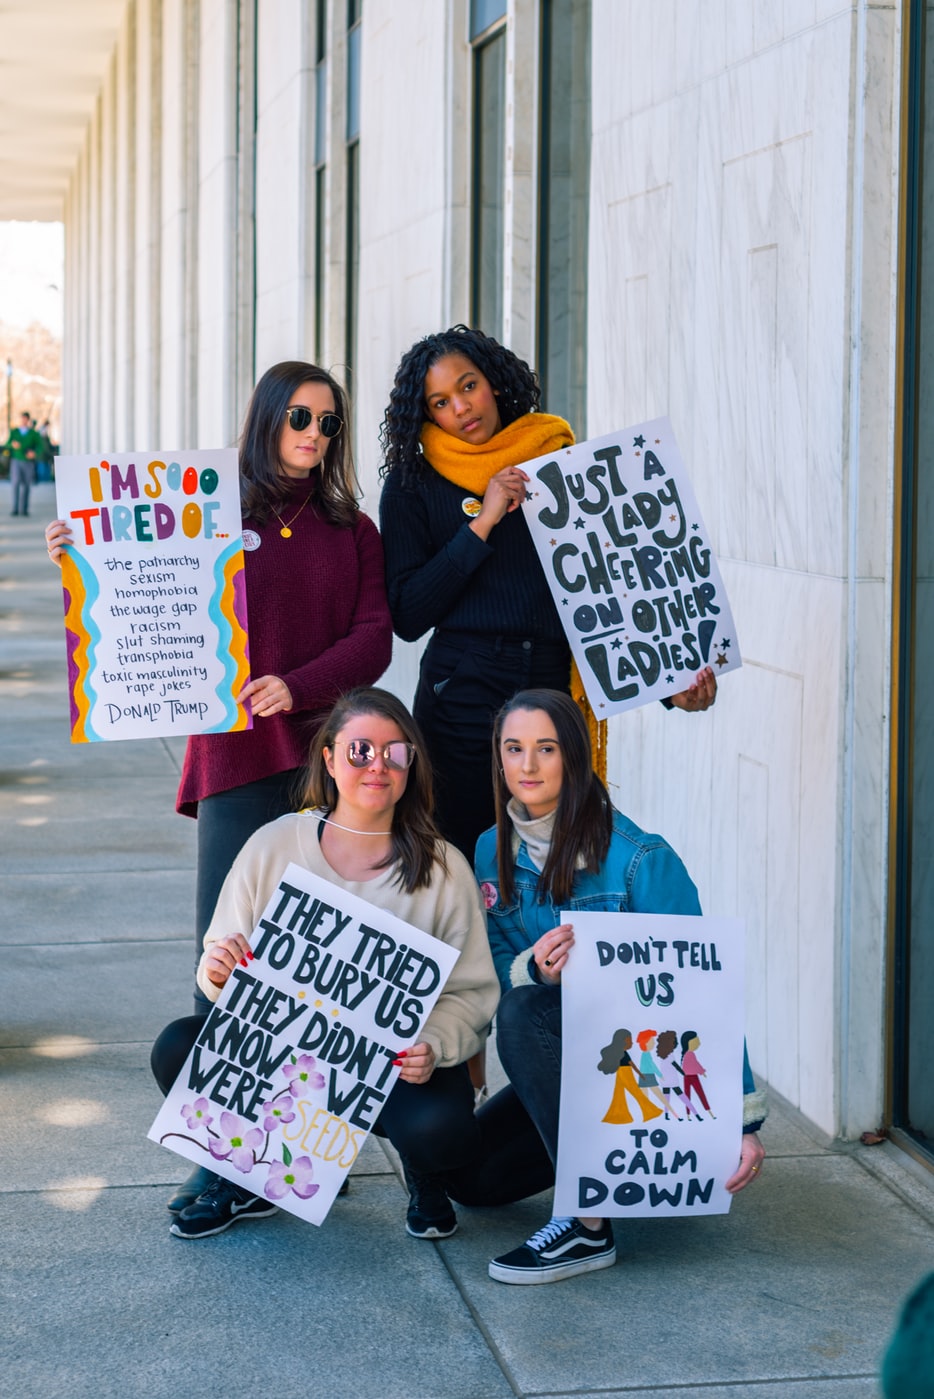 I'M SOOO
TIRED OF...
the patriarchy
sexism
homophobia
the wage gap
racism
slut shaming
transphobia
toxic masculinity
rape jokes
DONALD TRUMP
JUST A
LADY
CHEERING
ON OTHER
LADIES!
THEY TRIED
TO BURY US
THEY DIDN'T
KNOW WE
WERE SEEDS
DON'T TELL
US
TO
CALM
DOWN